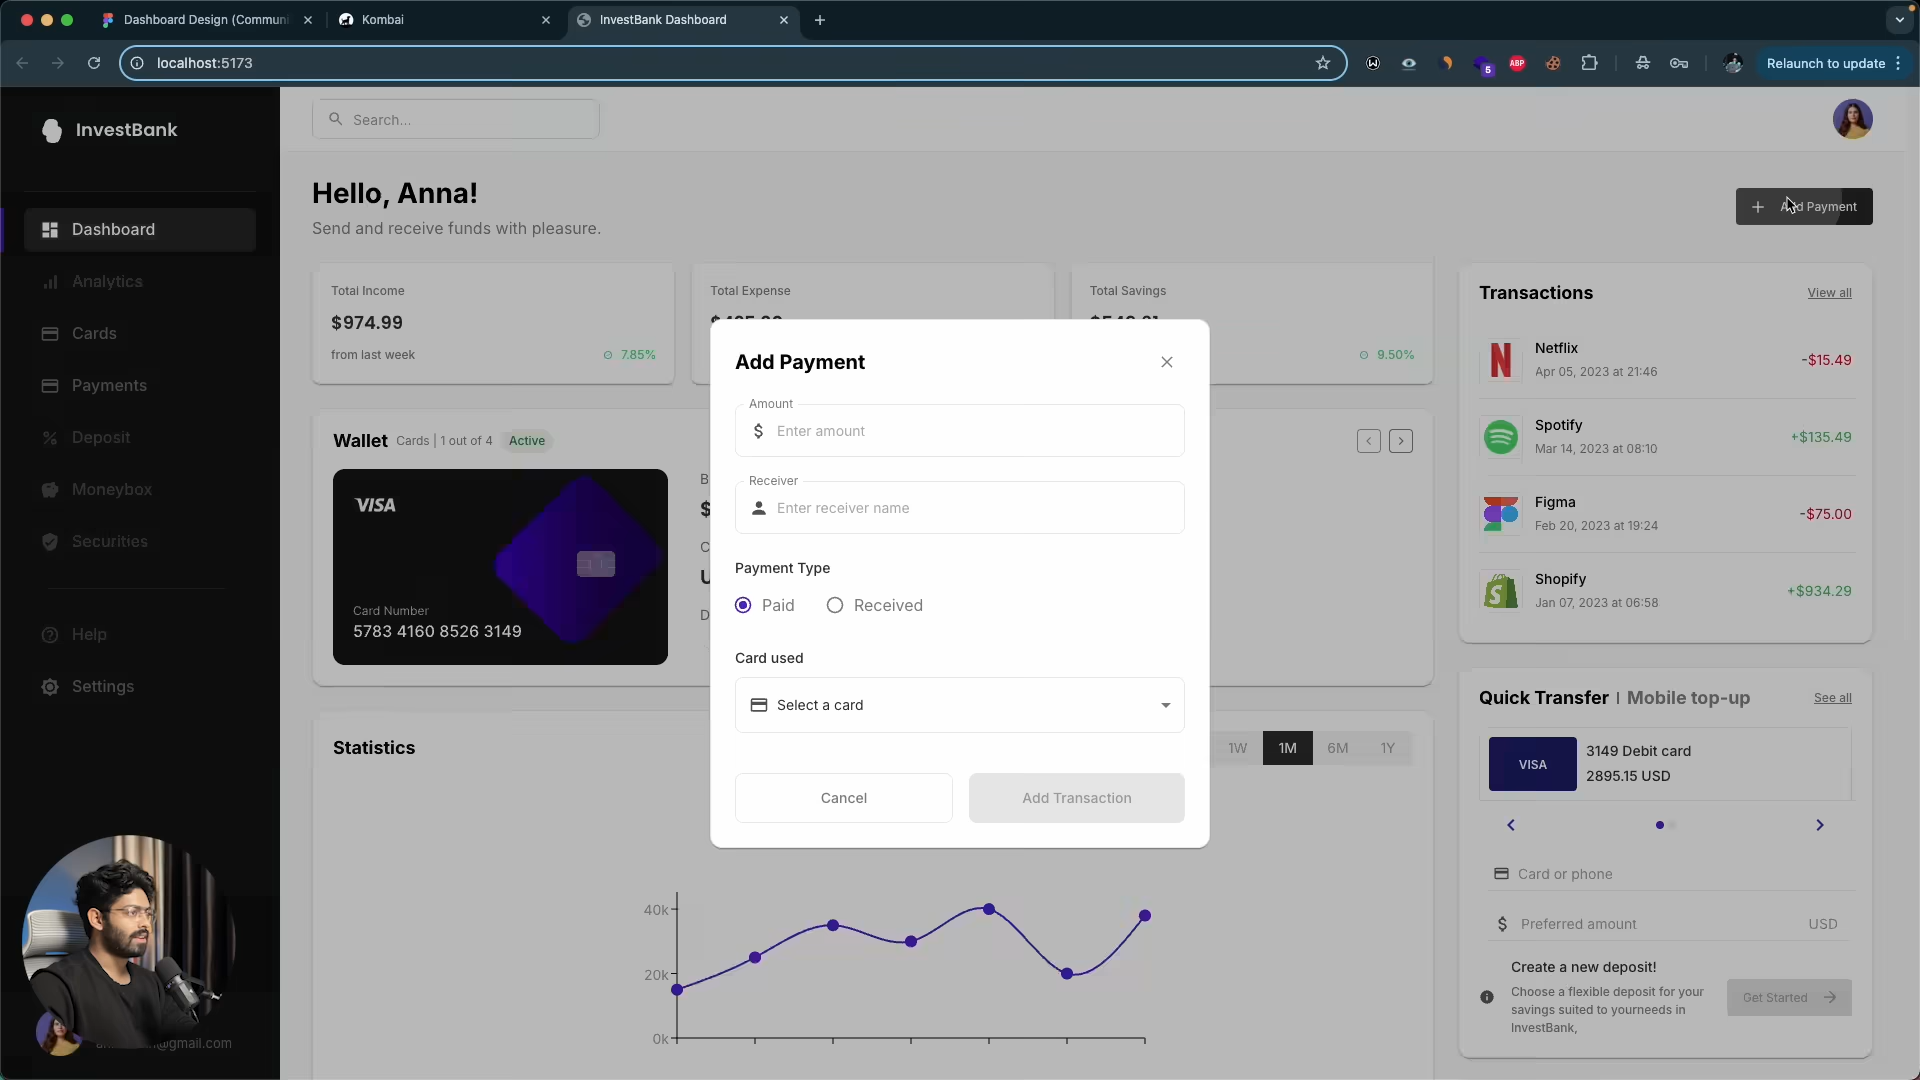 Dashboard Design (Communi
Kombai
InvestBank Dashboard
localhost:5173
5
ABP
Relaunch to update
InvestBank
Search...
Hello, Anna!
Send and receive funds with pleasure.
Add Payment
Dashboard
Analytics
Cards
Payments
Deposit
Moneybox
Securities
Help
Settings
@gmail.com
Total Income
$974.99
from last week
7.85%
Total Expense
Total Savings
9.50%
Wallet
Cards | 1 out of 4
Active
VISA
Card Number
5783 4160 8526 3149
Statistics
1W
1M
6M
1Y
40k
20k
0k
Add Payment
Amount
$ Enter amount
Receiver
Enter receiver name
Payment Type
Paid
Received
Card used
Select a card
Cancel
Add Transaction
Transactions
View all
Netflix
Apr 05, 2023 at 21:46
-$15.49
Spotify
Mar 14, 2023 at 08:10
+$135.49
Figma
Feb 20, 2023 at 19:24
-$75.00
Shopify
Jan 07, 2023 at 06:58
+$934.29
Quick Transfer | Mobile top-up
See all
VISA
3149 Debit card
2895.15 USD
Card or phone
$ Preferred amount
USD
Create a new deposit!
Choose a flexible deposit for your
savings suited to yourneeds in
InvestBank,
Get Started